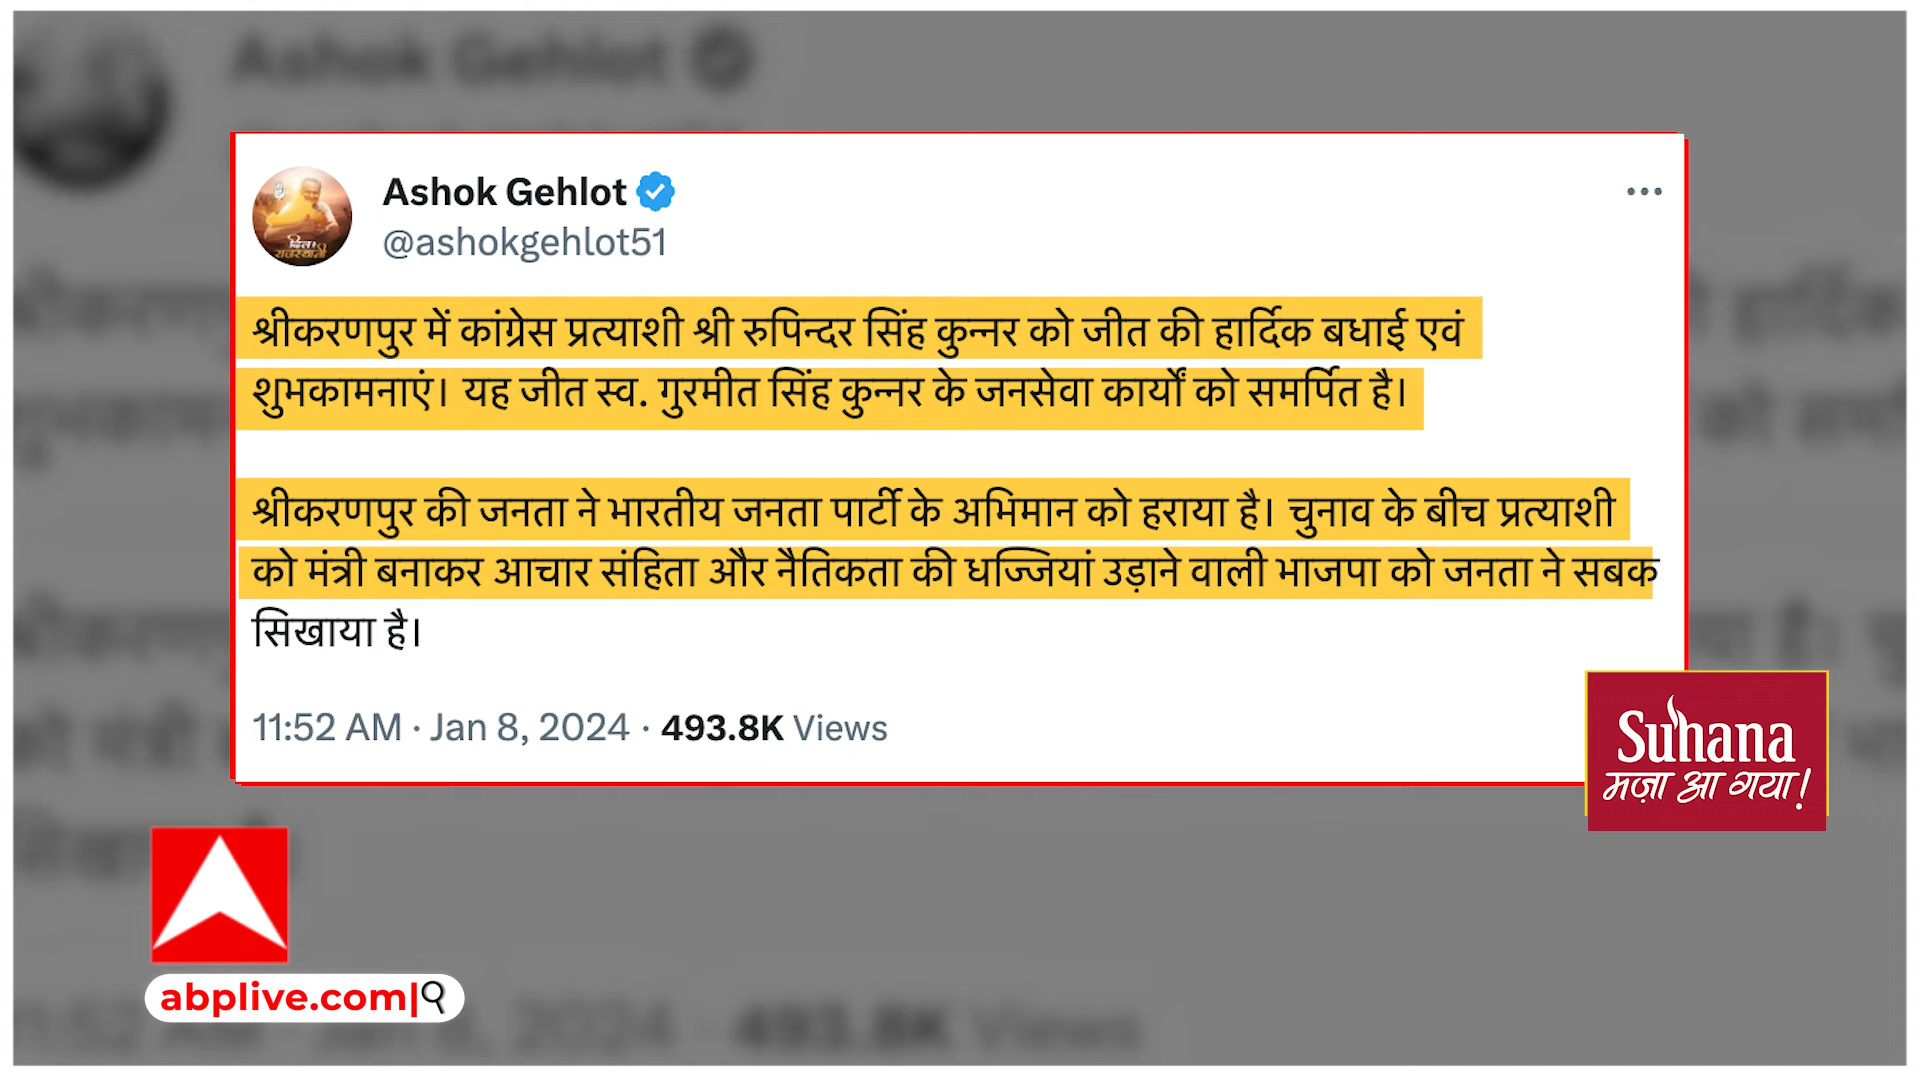 Ashok Gehlot
@ashokgehlot51
श्रीकरणपुर में कांग्रेस प्रत्याशी श्री रुपिन्दर सिंह कुन्नर को जीत की हार्दिक बधाई एवं
शुभकामनाएं। यह जीत स्व. गुरमीत सिंह कुन्नर के जनसेवा कार्यों को समर्पित है।
श्रीकरणपुर की जनता ने भारतीय जनता पार्टी के अभिमान को हराया है। चुनाव के बीच प्रत्याशी
को मंत्री बनाकर आचार संहिता और नैतिकता की धज्जियां उड़ाने वाली भाजपा को जनता ने सबक
सिखाया है।
11:52 AM · Jan 8, 2024 · 493.8K Views
Suhana
मज़ा आ गया!
abplive.com